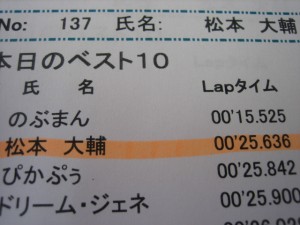 No: 137 氏名: 松本 大輔
本日のベスト10
氏 名 Lapタイム
のぶまん 00'15.525
松本 大輔 00'25.636
ぴかぷぅ 00'25.842
ドリーム・ジェネ 00'25.900